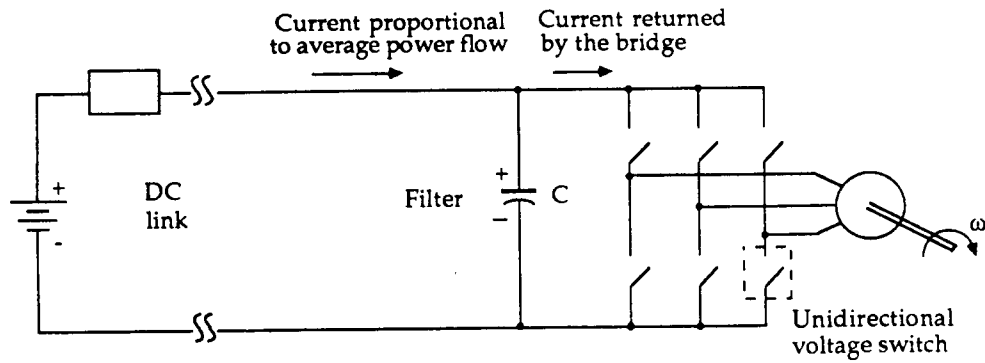 Current proportional
to average power flow
Current returned
by the bridge
+
-
DC
link
Filter
+
–
C
ω
Unidirectional
voltage switch